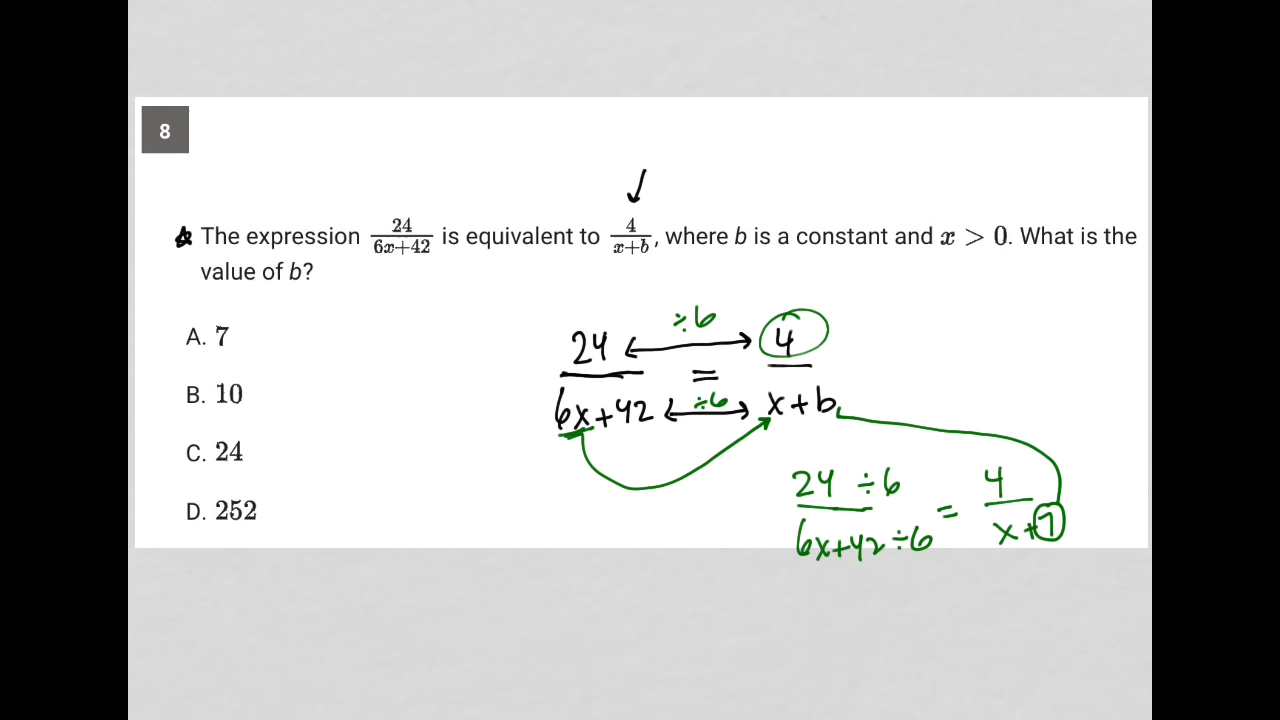 8
The expression 24/(6x+42) is equivalent to 4/(x+b), where b is a constant and x > 0. What is the
value of b?
A. 7
B. 10
C. 24
D. 252
÷6
24 4
=
6x+42 ÷6 x+b
24 ÷6 4
=
6x+42 ÷6 x+7